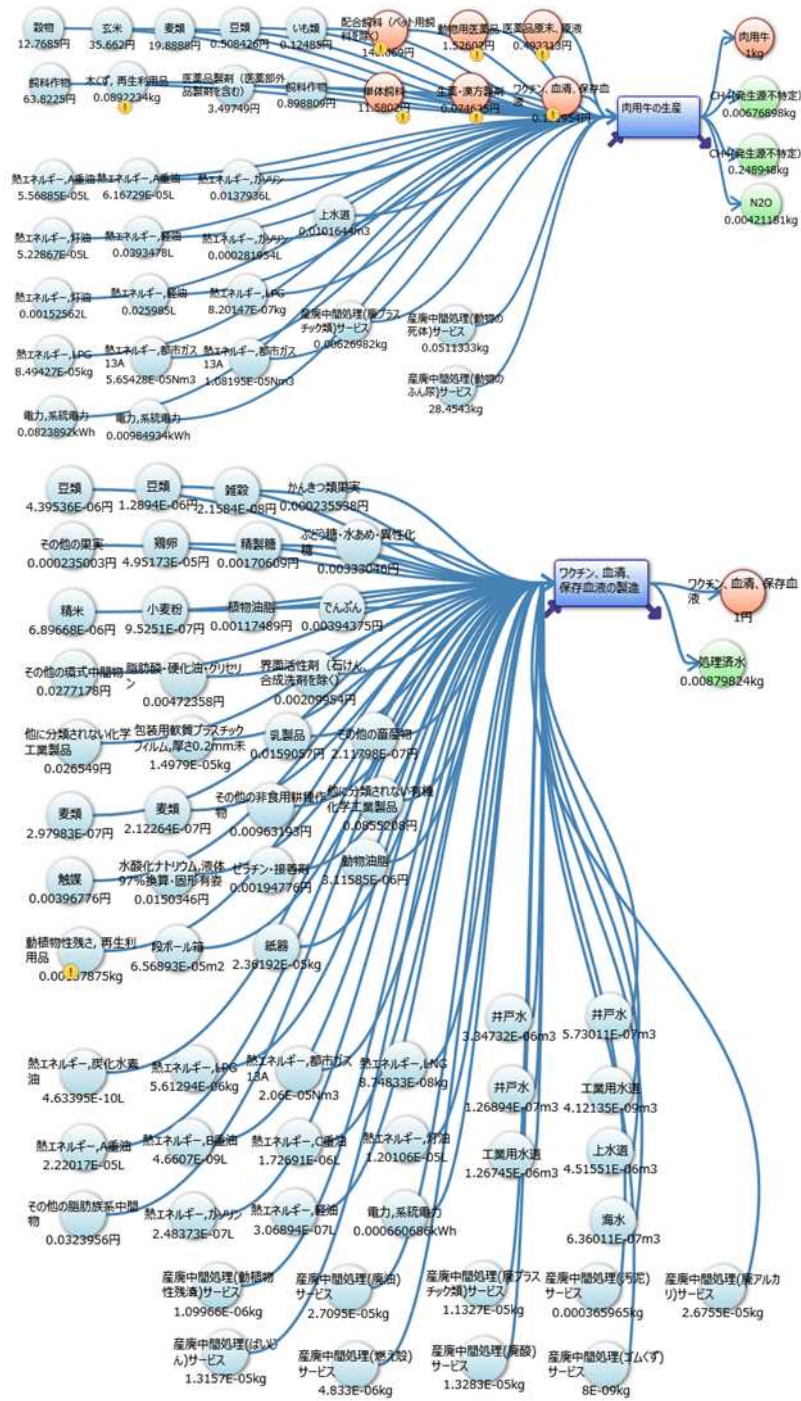 穀物
12.7685円
玄米
35.662円
麦類
19.8888円
豆類
0.508426円
いも類
0.12485円
配合飼料(ペット用飼
料を除く)
動物用医薬品
1.52602円
医薬品原末、原液
0.493313円
肉用牛
1kg
飼料作物
63.8225円
木くず, 再生利用品
0.0897234kg
医薬品製剤(医薬部外
品製剤を含む)
3.49749円
飼料作物
0.898809円
単体飼料
11.5802円
生薬・漢方製剤
0.074635円
ワクチン、血清、保存血
液
肉用牛の生産
CH4(発生源不特定)
0.00676898kg
CH4(発生源不特定)
0.248948kg
N2O
0.00421181kg
熱エネルギー,A重油
5.56885E-05L
熱エネルギー,A重油
6.16729E-05L
熱エネルギー,ガソリン
0.0137936L
上水道
0.0101644m3
熱エネルギー,灯油
5.22867E-05L
熱エネルギー,軽油
0.0393478L
熱エネルギー,ガソリン
0.000281954L
熱エネルギー,灯油
0.00152562L
熱エネルギー,軽油
0.025985L
熱エネルギー,LPG
8.20147E-07kg
産廃中間処理(廃プラス
チック類)サービス
0.00626982kg
産廃中間処理(動物の
死体)サービス
0.0511333kg
熱エネルギー,LPG
8.49427E-05kg
熱エネルギー,都市ガス
13A
5.65428E-05Nm3
熱エネルギー,都市ガス
13A
1.08195E-05Nm3
産廃中間処理(動物の
ふん尿)サービス
28.4543kg
電力,系統電力
0.0823892kWh
電力,系統電力
0.00984934kWh
豆類
4.39536E-06円
豆類
1.2894E-06円
雑穀
2.1584E-08円
かんきつ類果実
0.000235538円
その他の果実
0.000235003円
鶏卵
4.95173E-05円
精製糖
0.00170609円
ぶどう糖・水あめ・異性化
糖
0.00333046円
ワクチン、血清、
保存血液の製造
ワクチン、血清、保存血
液
1円
精米
6.89668E-06円
小麦粉
9.5251E-07円
植物油脂
0.00117489円
でんぷん
0.00394375円
処理済水
0.00879824kg
その他の環式中間物
0.0277178円
脂肪酸・硬化油・グリセリ
ン
0.00472358円
界面活性剤(石けん、
合成洗剤を除く)
0.00209954円
他に分類されない化学
工業製品
0.026549円
包装用軟質プラスチック
フィルム,厚さ0.2mm未
1.4979E-05kg
乳製品
0.0159057円
その他の畜産物
2.11798E-07円
麦類
2.97983E-07円
麦類
2.12264E-07円
その他の非食用耕種作
物
0.00963193円
他に分類されない有機
化学工業製品
0.0855208円
触媒
0.00396776円
水酸化ナトリウム,液体
97%換算・固形有姿
0.0150346円
ゼラチン・接着剤
0.00194776円
動物油脂
3.11585E-06円
動植物性残さ, 再生利
用品
段ボール箱
6.56893E-05m2
紙器
2.36192E-05kg
井戸水
3.34732E-06m3
井戸水
5.73011E-07m3
熱エネルギー,炭化水素
油
4.63395E-10L
熱エネルギー,LPG
5.61294E-06kg
熱エネルギー,都市ガス
13A
2.06E-05Nm3
熱エネルギー,LNG
8.74833E-08kg
井戸水
1.26894E-07m3
工業用水道
4.12135E-09m3
熱エネルギー,A重油
2.22017E-05L
熱エネルギー,B重油
4.6607E-09L
熱エネルギー,C重油
1.72691E-06L
熱エネルギー,灯油
1.20106E-05L
工業用水道
1.26745E-06m3
上水道
4.51551E-06m3
その他の脂肪族系中間
物
0.0323956円
熱エネルギー,ガソリン
2.48373E-07L
熱エネルギー,軽油
3.06894E-07L
電力,系統電力
0.000660686kWh
海水
6.36011E-07m3
産廃中間処理(動植物
性残渣)サービス
1.09966E-06kg
産廃中間処理(廃油)
サービス
2.7095E-05kg
産廃中間処理(廃プラス
チック類)サービス
1.1327E-05kg
産廃中間処理(汚泥)
サービス
0.000365965kg
産廃中間処理(廃アルカ
リ)サービス
2.6755E-05kg
産廃中間処理(ばいじ
ん)サービス
1.3157E-05kg
産廃中間処理(燃え殻)
サービス
4.833E-06kg
産廃中間処理(廃酸)
サービス
1.3283E-05kg
産廃中間処理(ゴムくず)
サービス
8E-09kg